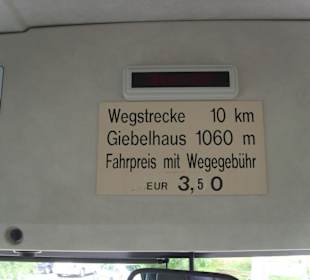 Wegstrecke 10 km
Giebelhaus 1060 m
Fahrpreis mit Wegegebühr
EUR 3,50